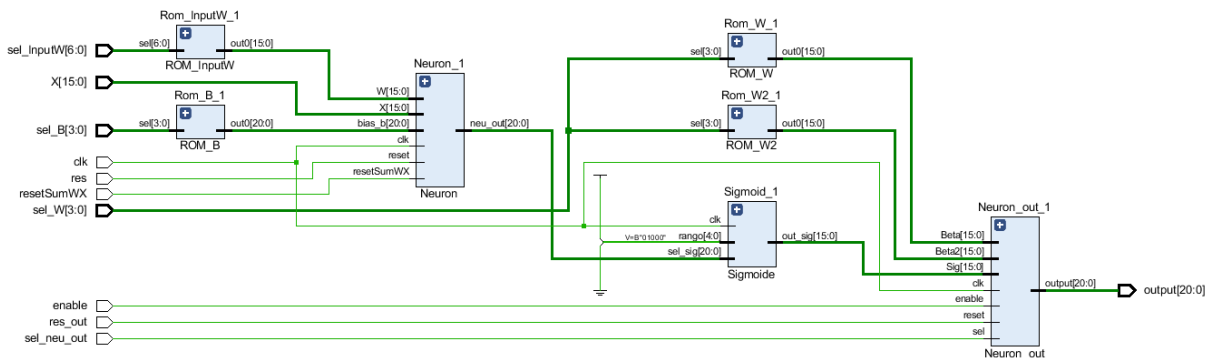 Rom_InputW_1
sel_InputW[6:0]
sel[6:0]
out0[15:0]
ROM_InputW
X[15:0]
Rom_B_1
sel_B[3:0]
sel[3:0]
out0[20:0]
ROM_B
clk
res
resetSumWX
sel_W[3:0]
Neuron_1
W[15:0]
X[15:0]
bias_b[20:0]
clk
reset
resetSumWX
neu_out[20:0]
Neuron
Rom_W_1
sel[3:0]
out0[15:0]
ROM_W
Rom_W2_1
sel[3:0]
out0[15:0]
ROM_W2
Sigmoid_1
clk
V=B"01000"
rango[4:0]
sel_sig[20:0]
out_sig[15:0]
Sigmoide
Neuron_out_1
Beta[15:0]
Beta2[15:0]
Sig[15:0]
clk
enable
reset
sel
output[20:0]
Neuron_out
output[20:0]
enable
res_out
sel_neu_out